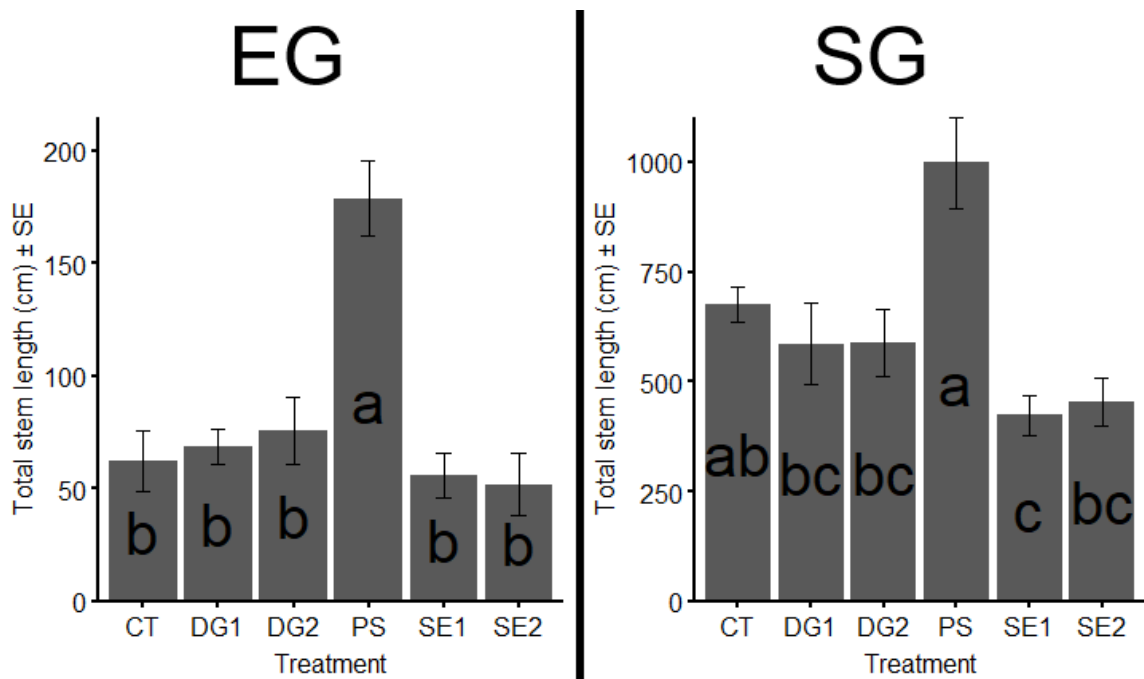 EG
Total stem length (cm) ± SE
200
150
100
50
0
b
b
b
a
b
b
CT DG1 DG2 PS SE1 SE2
Treatment
SG
Total stem length (cm) ± SE
1000
750
500
250
0
ab
bc
bc
a
c
bc
CT DG1 DG2 PS SE1 SE2
Treatment